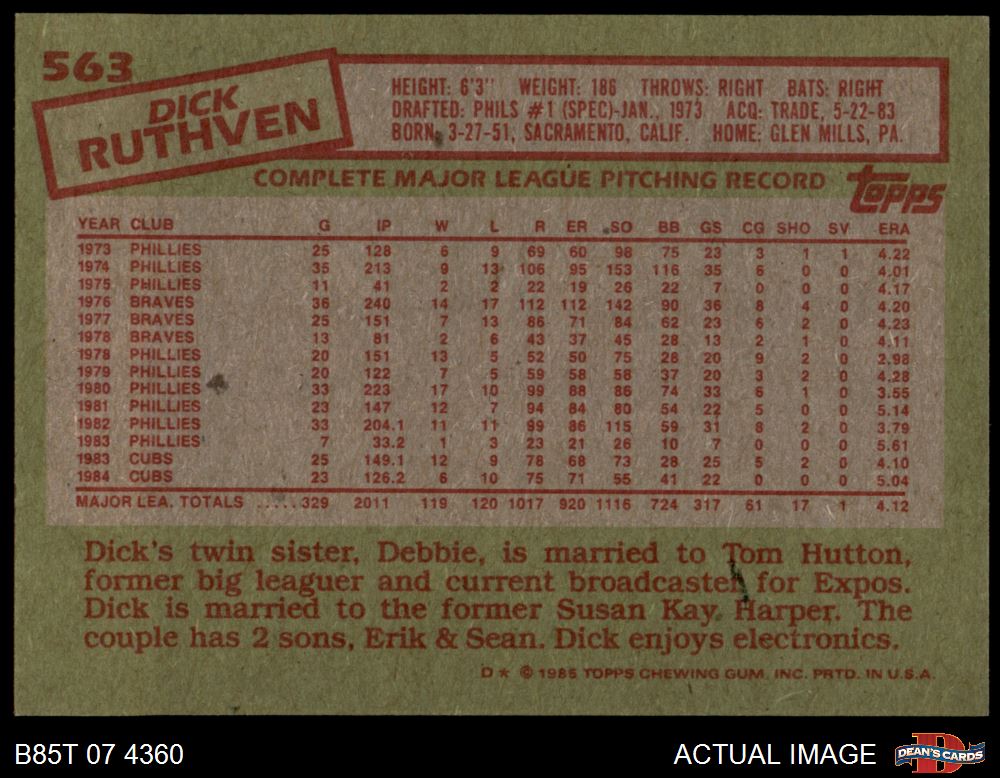 563
DICK
RUTHVEN
HEIGHT: 6'3" WEIGHT: 186 THROWS: RIGHT BATS: RIGHT
DRAFTED: PHILS #1 (SPEC)-JAN., 1973 ACQ: TRADE, 5-22-83
BORN, 3-27-51, SACRAMENTO, CALIF. HOME: GLEN MILLS, PA.
COMPLETE MAJOR LEAGUE PITCHING RECORD
TOPPS
YEAR CLUB G IP W L R ER SO BB GS CG SHO SV ERA
1973 PHILLIES 25 128 6 9 69 60 98 75 23 3 1 1 4.22
1974 PHILLIES 35 213 9 13 106 95 153 116 35 6 0 0 4.01
1975 PHILLIES 11 41 2 2 22 19 26 22 7 0 0 0 4.17
1976 BRAVES 36 240 14 17 112 112 142 90 36 8 4 0 4.20
1977 BRAVES 25 151 7 13 86 71 84 62 23 6 2 0 4.23
1978 BRAVES 13 81 2 6 43 37 45 28 13 2 1 0 4.11
1978 PHILLIES 20 151 13 5 52 50 75 28 20 9 2 0 2.98
1979 PHILLIES 20 122 7 5 59 58 58 37 20 3 2 0 4.28
1980 PHILLIES 33 223 17 10 99 88 86 74 33 6 1 0 3.55
1981 PHILLIES 23 147 12 7 94 84 80 54 22 5 0 0 5.14
1982 PHILLIES 33 204.1 11 11 99 86 115 59 31 8 2 0 3.79
1983 PHILLIES 7 33.2 1 3 23 21 26 10 7 0 0 0 5.61
1983 CUBS 25 149.1 12 9 78 68 73 28 25 5 2 0 4.10
1984 CUBS 23 126.2 6 10 75 71 55 41 22 0 0 0 5.04
MAJOR LEA. TOTALS ..... 329 2011 119 120 1017 920 1116 724 317 61 17 1 4.12
Dick's twin sister, Debbie, is married to Tom Hutton,
former big leaguer and current broadcaster for Expos.
Dick is married to the former Susan Kay Harper. The
couple has 2 sons, Erik & Sean. Dick enjoys electronics.
D * © 1985 TOPPS CHEWING GUM, INC. PRTD. IN U.S.A.
B85T 07 4360
ACTUAL IMAGE
DEAN'S CARDS